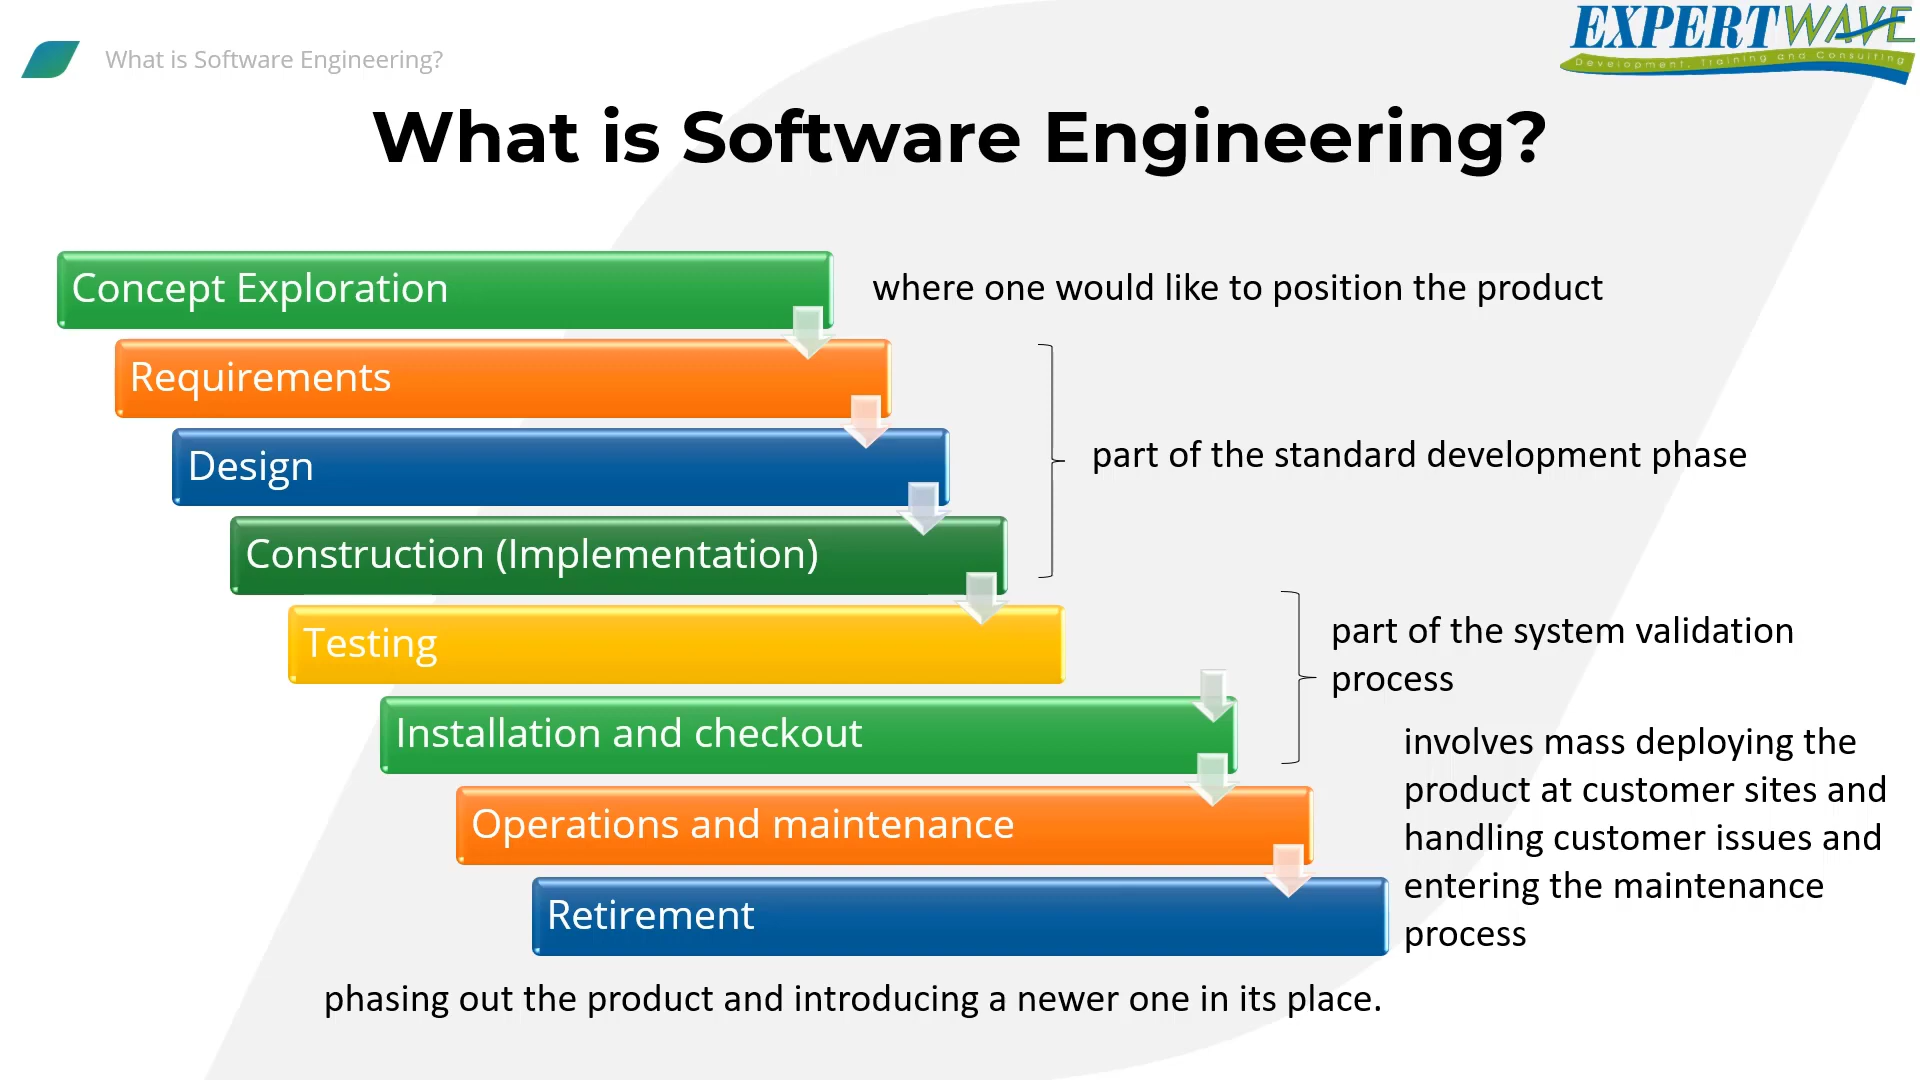 What is Software Engineering?
EXPERTWAVE
Development, Training and Consulting
What is Software Engineering?
Concept Exploration
where one would like to position the product
Requirements
Design
part of the standard development phase
Construction (Implementation)
Testing
part of the system validation
process
Installation and checkout
involves mass deploying the
product at customer sites and
handling customer issues and
entering the maintenance
process
Operations and maintenance
Retirement
phasing out the product and introducing a newer one in its place.